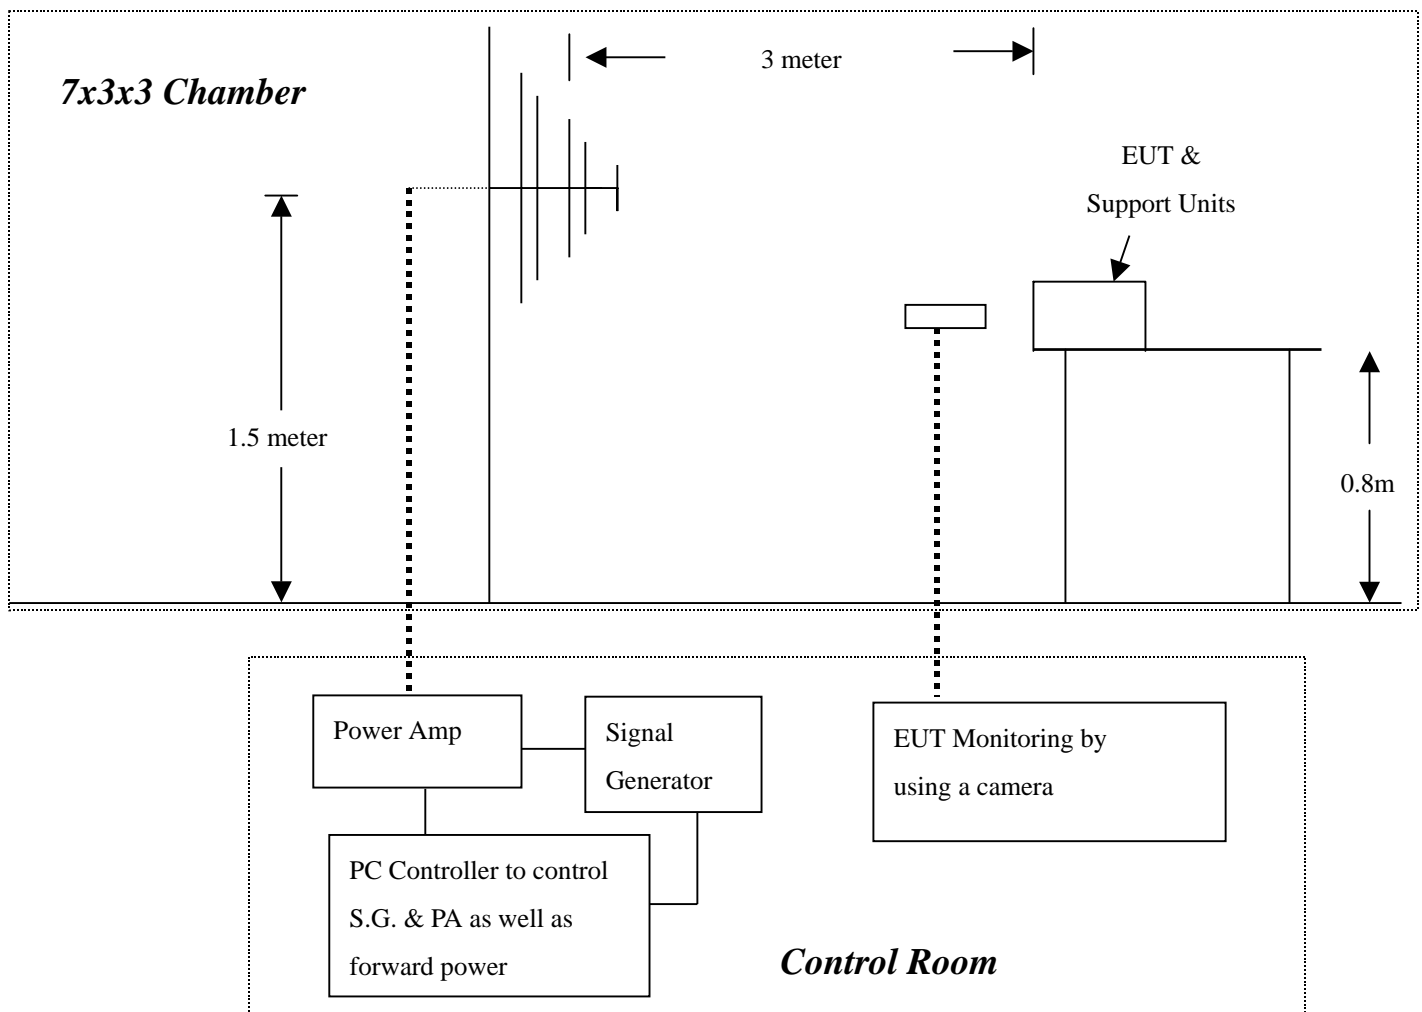 7x3x3 Chamber
3 meter
EUT &
Support Units
1.5 meter
0.8m
Power Amp
Signal
Generator
EUT Monitoring by
using a camera
PC Controller to control
S.G. & PA as well as
forward power
Control Room